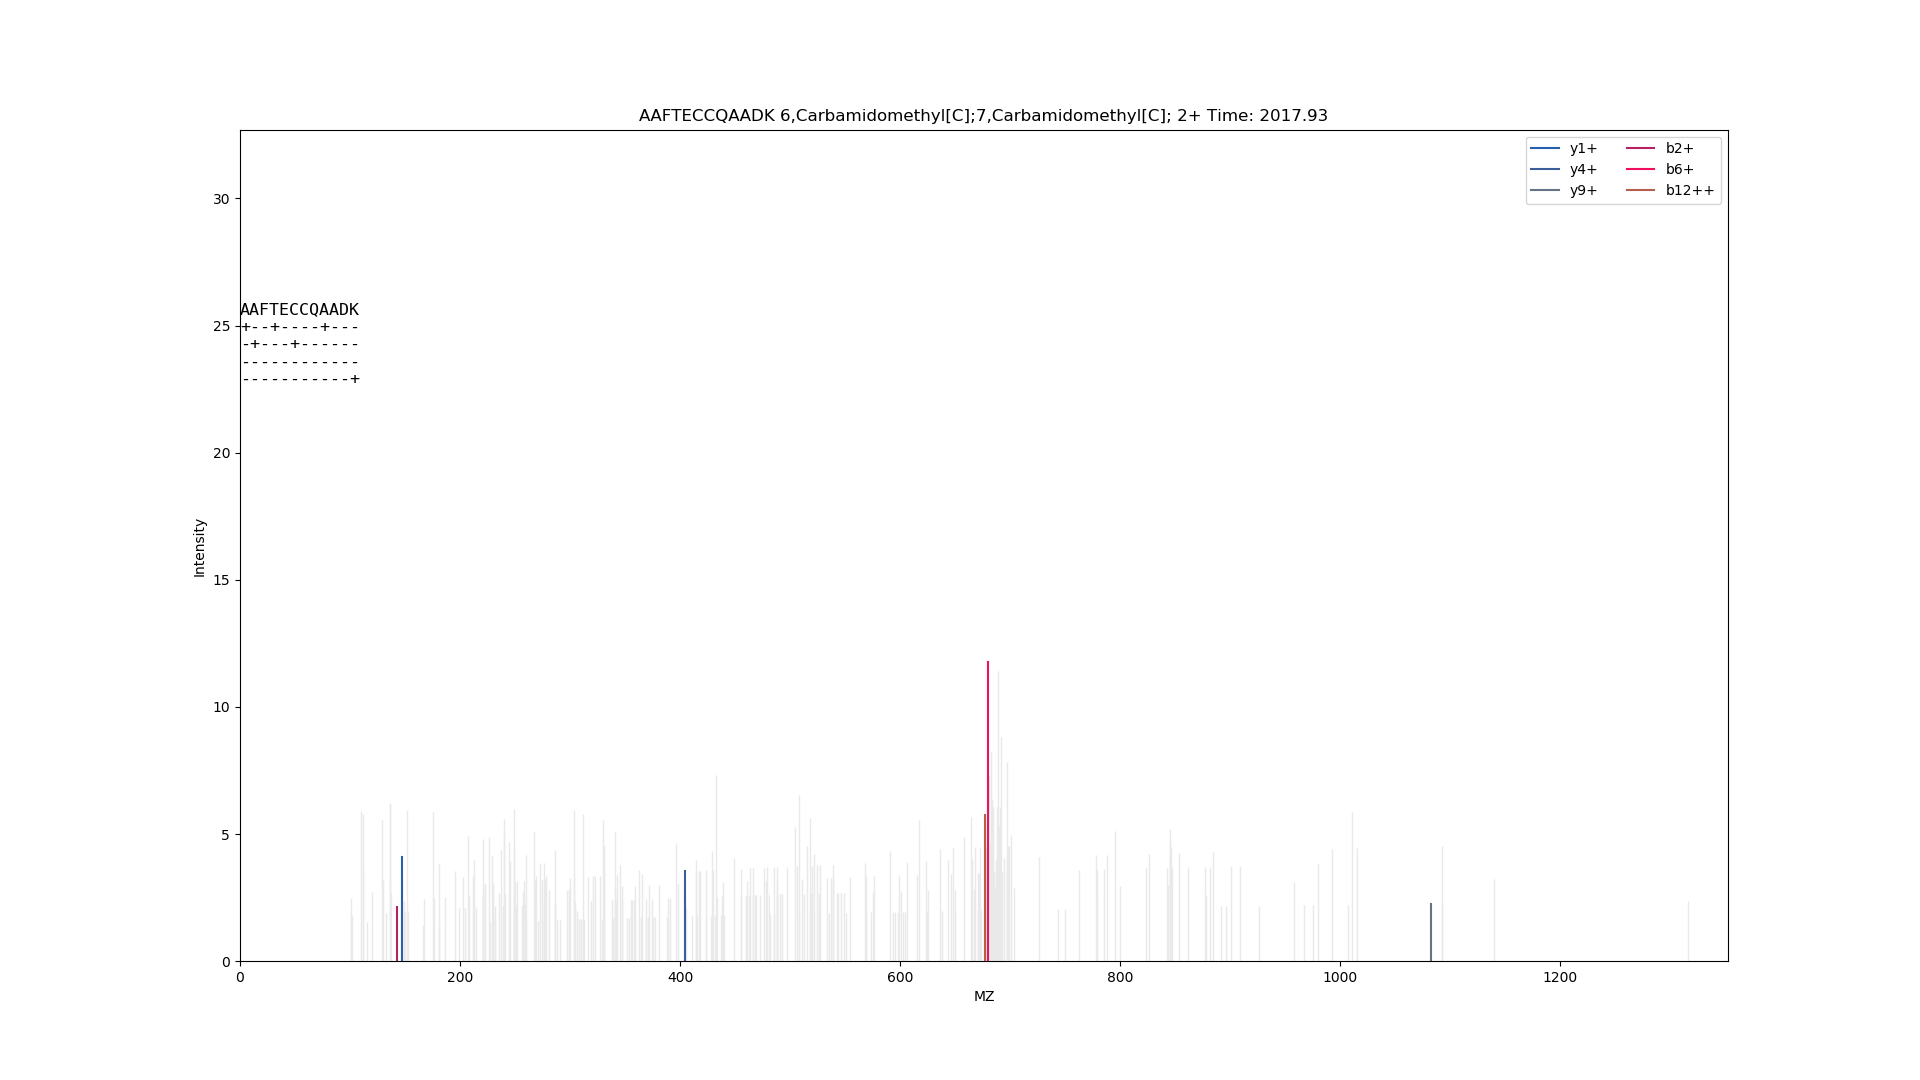 AAFTECCQAADK 6,Carbamidomethyl[C];7,Carbamidomethyl[C]; 2+ Time: 2017.93
y1+ b2+
y4+ b6+
y9+ b12++
30
AAFTECCQAADK
25
+--+----+---
-+---+------
------------
-----------+
20
Intensity
15
10
5
0
0 200 400 600 800 1000 1200
MZ